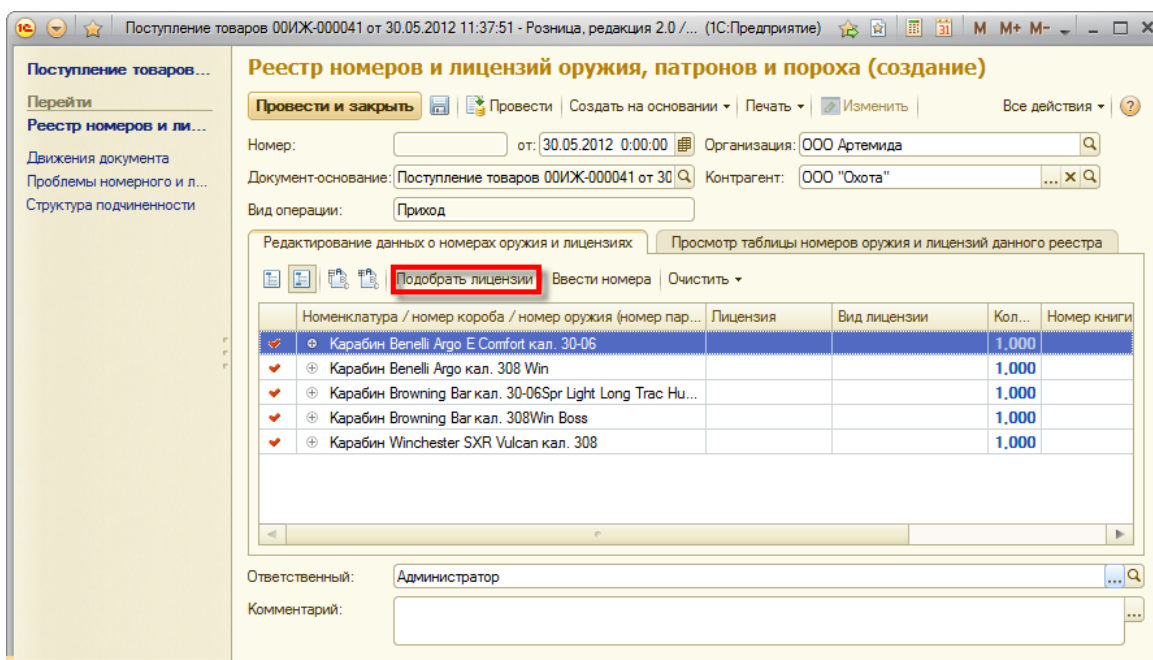 Поступление товаров 00ИЖ-000041 от 30.05.2012 11:37:51 - Розница, редакция 2.0 /... (1С:Предприятие) 31 M M+ M-
Поступление товаров...
Перейти
Реестр номеров и ли...
Движения документа
Проблемы номерного и л...
Структура подчиненности
Реестр номеров и лицензий оружия, патронов и пороха (создание)
Провести и закрыть Провести Создать на основании Печать Изменить Все действия ?
Номер: от: 30.05.2012 0:00:00 Организация: ООО Артемида
Документ-основание: Поступление товаров 00ИЖ-000041 от 30 Контрагент: ООО "Охота" ...
Вид операции: Приход
Редактирование данных о номерах оружия и лицензиях Просмотр таблицы номеров оружия и лицензий данного реестра
Подобрать лицензии Ввести номера Очистить
Номенклатура / номер короба / номер оружия (номер пар... Лицензия Вид лицензии Кол... Номер книги
Карабин Benelli Argo E Comfort кал. 30-06 1,000
Карабин Benelli Argo кал. 308 Win 1,000
Карабин Browning Bar кал. 30-06Spr Light Long Trac Hu... 1,000
Карабин Browning Bar кал. 308Win Boss 1,000
Карабин Winchester SXR Vulcan кал. 308 1,000
Ответственный: Администратор ...
Комментарий: ...